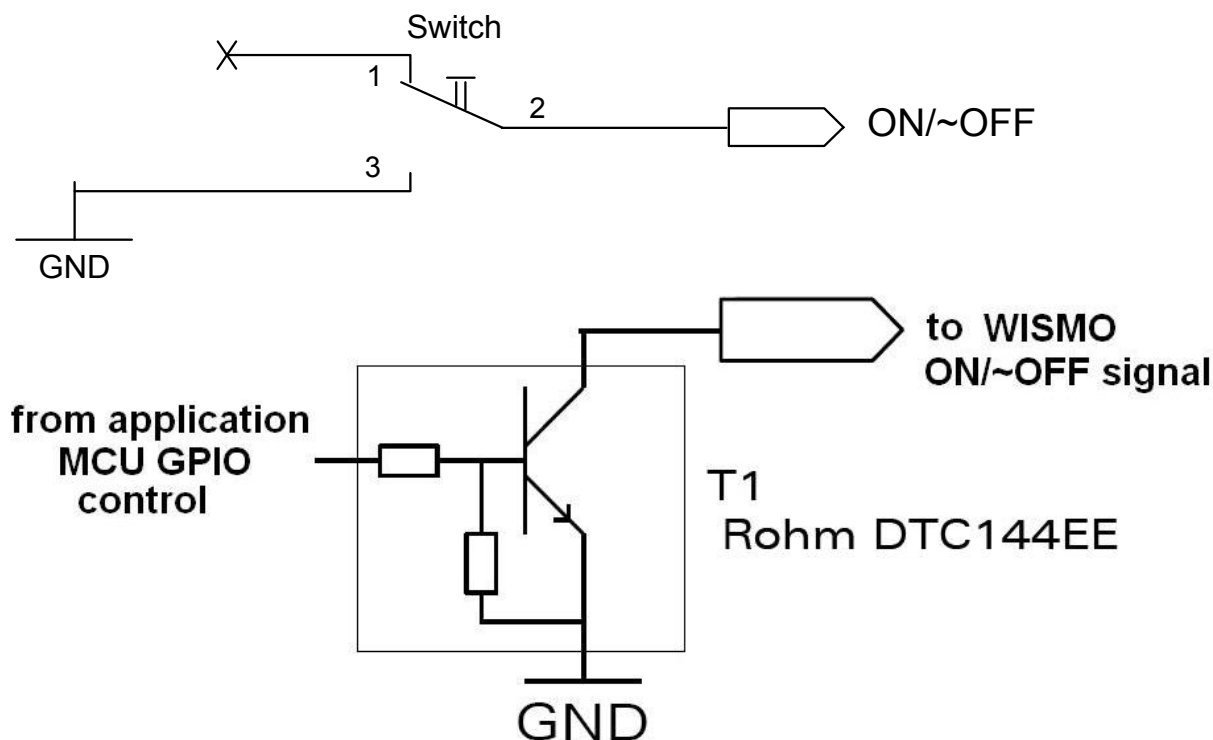 Switch
1
2
ON/~OFF
3
GND
to WISMO
ON/~OFF signal
from application
MCU GPIO
control
T1
Rohm DTC144EE
GND